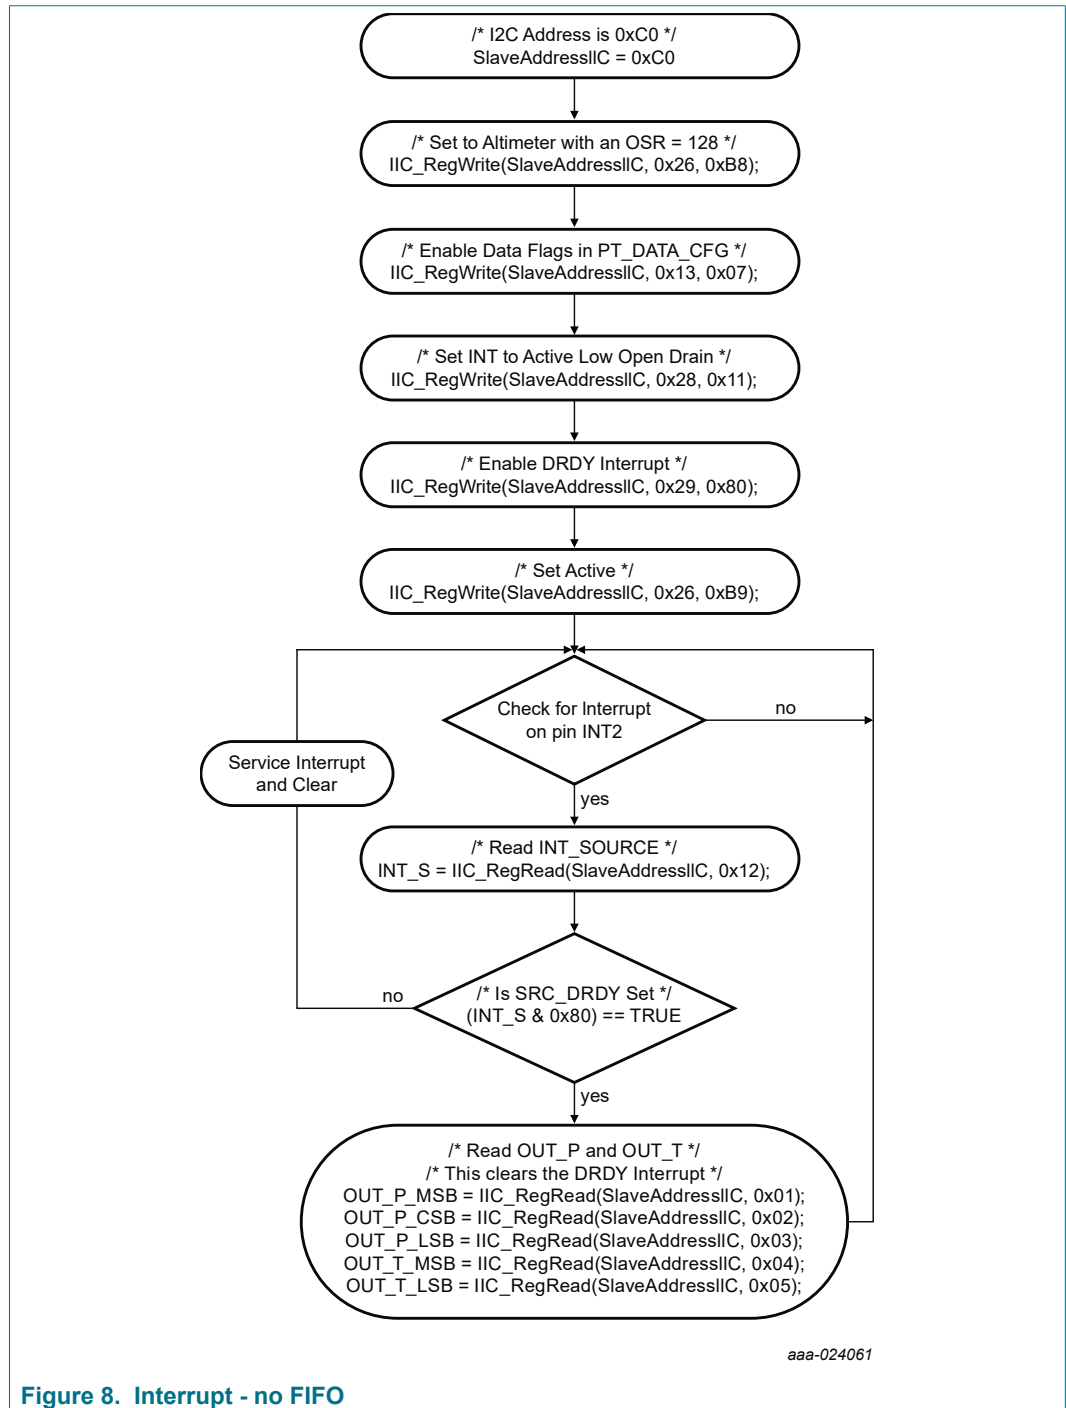 /* I2C Address is 0xC0 */
SlaveAddressIIC = 0xC0
/* Set to Altimeter with an OSR = 128 */
IIC_RegWrite(SlaveAddressIIC, 0x26, 0xB8);
/* Enable Data Flags in PT_DATA_CFG */
IIC_RegWrite(SlaveAddressIIC, 0x13, 0x07);
/* Set INT to Active Low Open Drain */
IIC_RegWrite(SlaveAddressIIC, 0x28, 0x11);
/* Enable DRDY Interrupt */
IIC_RegWrite(SlaveAddressIIC, 0x29, 0x80);
/* Set Active */
IIC_RegWrite(SlaveAddressIIC, 0x26, 0xB9);
Check for Interrupt
on pin INT2
no
Service Interrupt
and Clear
yes
/* Read INT_SOURCE */
INT_S = IIC_RegRead(SlaveAddressIIC, 0x12);
no
/* Is SRC_DRDY Set */
(INT_S & 0x80) == TRUE
yes
/* Read OUT_P and OUT_T */
/* This clears the DRDY Interrupt */
OUT_P_MSB = IIC_RegRead(SlaveAddressIIC, 0x01);
OUT_P_CSB = IIC_RegRead(SlaveAddressIIC, 0x02);
OUT_P_LSB = IIC_RegRead(SlaveAddressIIC, 0x03);
OUT_T_MSB = IIC_RegRead(SlaveAddressIIC, 0x04);
OUT_T_LSB = IIC_RegRead(SlaveAddressIIC, 0x05);
aaa-024061
Figure 8. Interrupt - no FIFO